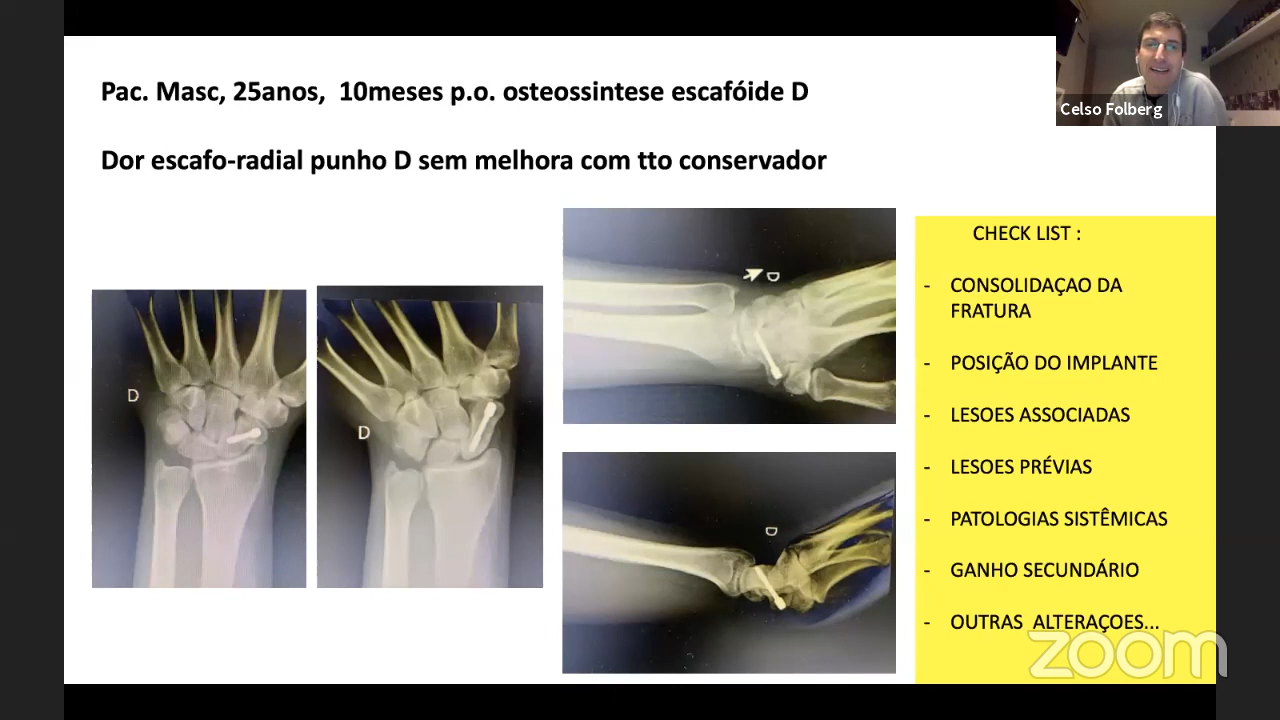 Pac. Masc, 25anos, 10meses p.o. osteossintese escafóide D
Dor escafo-radial punho D sem melhora com tto conservador
Celso Folberg
D
D
D
D
CHECK LIST :
- CONSOLIDAÇAO DA
FRATURA
- POSIÇÃO DO IMPLANTE
- LESOES ASSOCIADAS
- LESOES PRÉVIAS
- PATOLOGIAS SISTÊMICAS
- GANHO SECUNDÁRIO
- OUTRAS ALTERAÇOES...
zoom